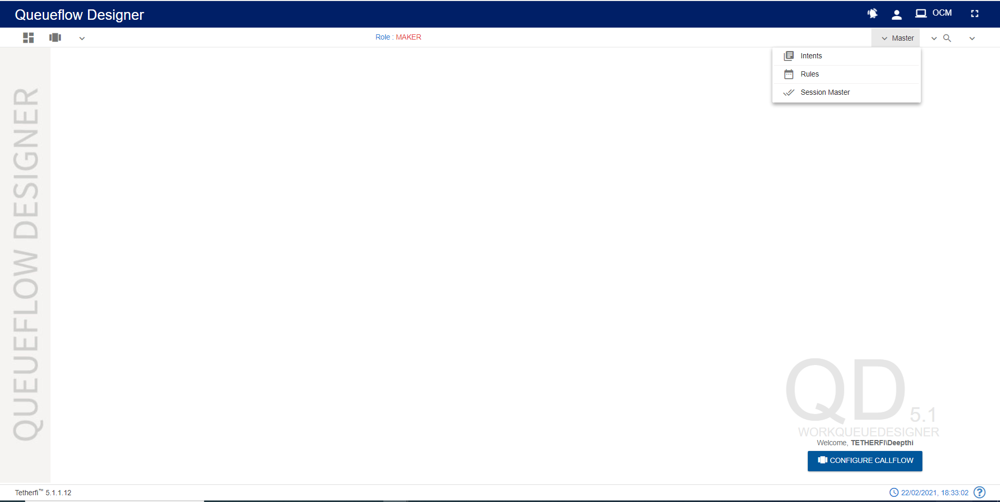 Queueflow Designer
OCM
Role : MAKER
Master
Intents
Rules
Session Master
QUEUEFLOW DESIGNER
QD 5.1
WORKQUEUEDESIGNER
Welcome, TETHERFI\Deepthi
CONFIGURE CALLFLOW
Tetherfi™ 5.1.1.12
22/02/2021, 18:33:02
?